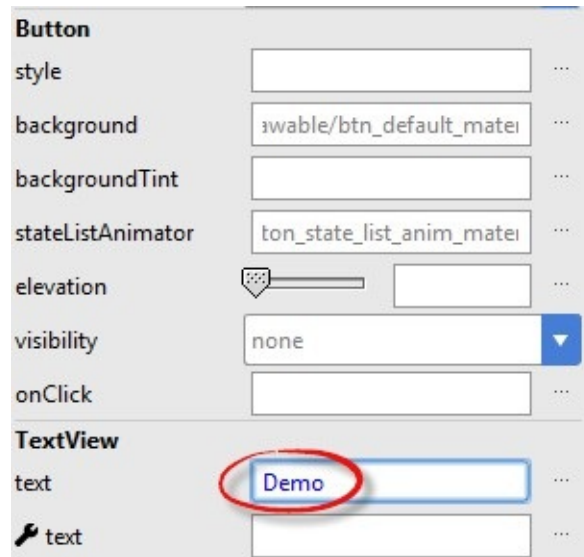 Button
style ...
background awable/btn_default_mater ...
backgroundTint ...
stateListAnimator ton_state_list_anim_mater ...
elevation ...
visibility none
onClick ...
TextView
text Demo ...
text ...